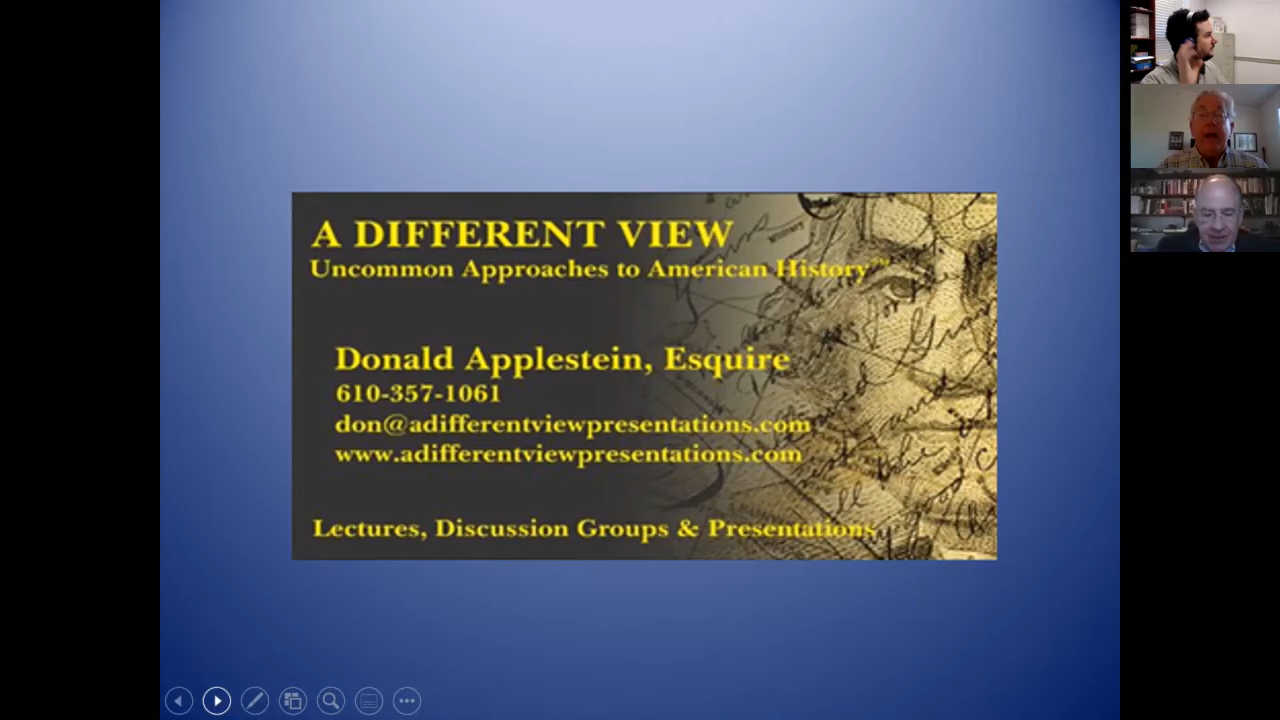 A DIFFERENT VIEW
Uncommon Approaches to American History™
Donald Applestein, Esquire
610-357-1061
don@adifferentviewpresentations.com
www.adifferentviewpresentations.com
Lectures, Discussion Groups & Presentations